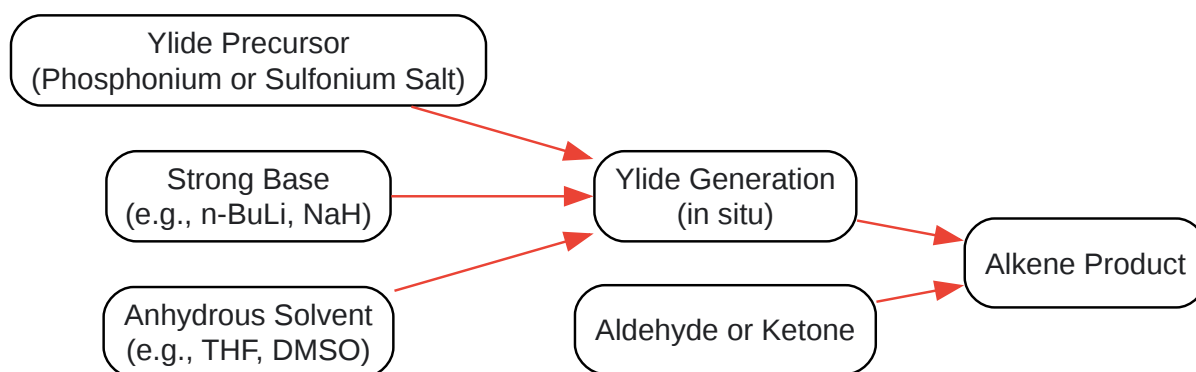 Ylide Precursor
(Phosphonium or Sulfonium Salt)
Strong Base
(e.g., n-BuLi, NaH)
Ylide Generation
(in situ)
Alkene Product
Anhydrous Solvent
(e.g., THF, DMSO)
Aldehyde or Ketone